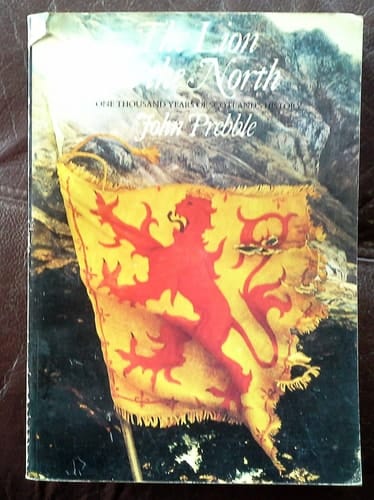 The Lion
in the North
ONE THOUSAND YEARS OF SCOTLAND'S HISTORY
John Prebble